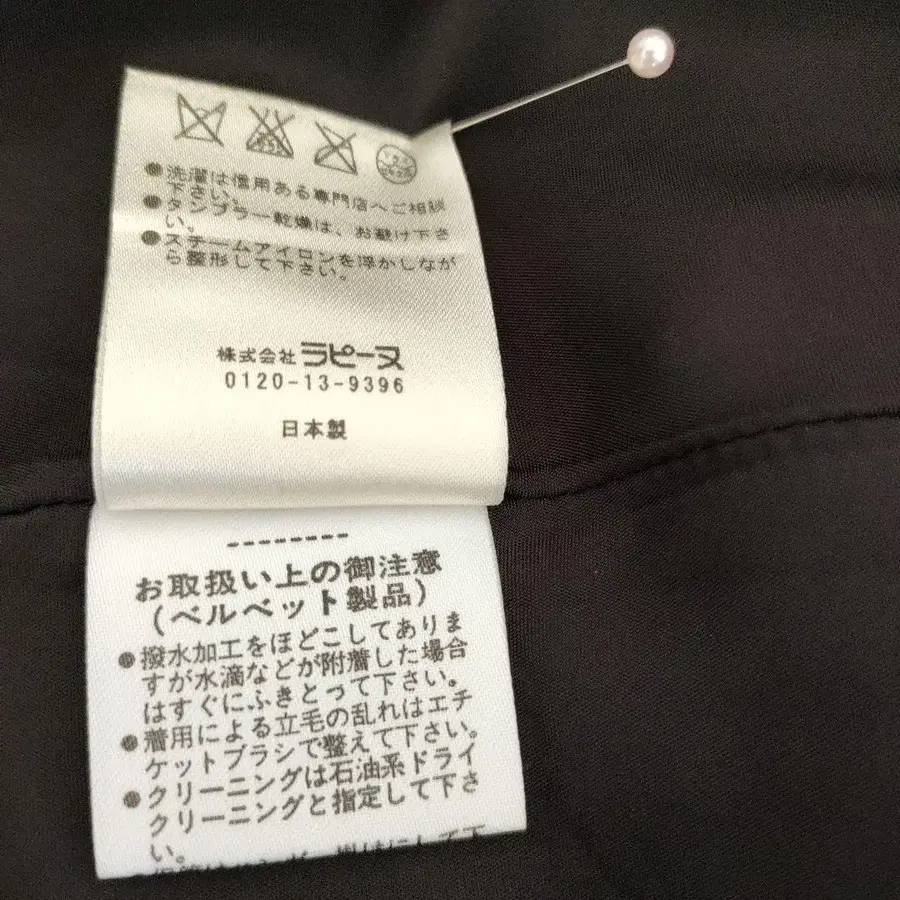 ●洗濯は信用ある専門店へご相談
下さい。
●タンブラー乾燥は、お避け下さ
い。
●スチームアイロンを浮かしなが
ら整形して下さい。
株式会社 ラピーヌ
0120-13-9396
日本製
--------
お取扱い上の御注意
(ベルベット製品)
●撥水加工をほどこしてありま
すが水滴などが附着した場合
はすぐにふきとって下さい。
●着用による立毛の乱れはエチ
ケットブラシで整えて下さい。
●クリーニングは石油系ドライ
クリーニングと指定して下さ
い。